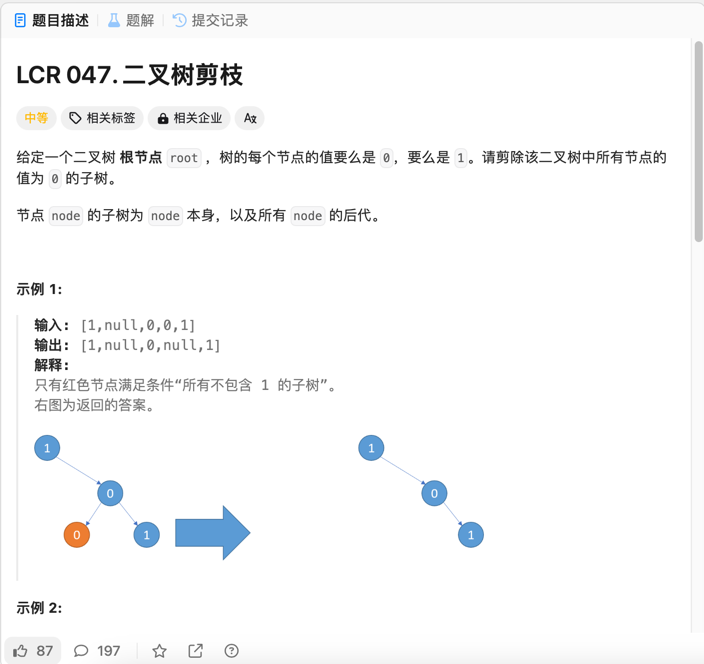 题目描述 题解 提交记录
LCR 047. 二叉树剪枝
中等 相关标签 相关企业 Ax
给定一个二叉树 根节点 root ，树的每个节点的值要么是 0，要么是 1。请剪除该二叉树中所有节点的
值为 0 的子树。
节点 node 的子树为 node 本身，以及所有 node 的后代。
示例 1:
输入: [1,null,0,0,1]
输出: [1,null,0,null,1]
解释:
只有红色节点满足条件“所有不包含 1 的子树”。
右图为返回的答案。
1 1
0 0
0 1 1
示例 2:
87 197